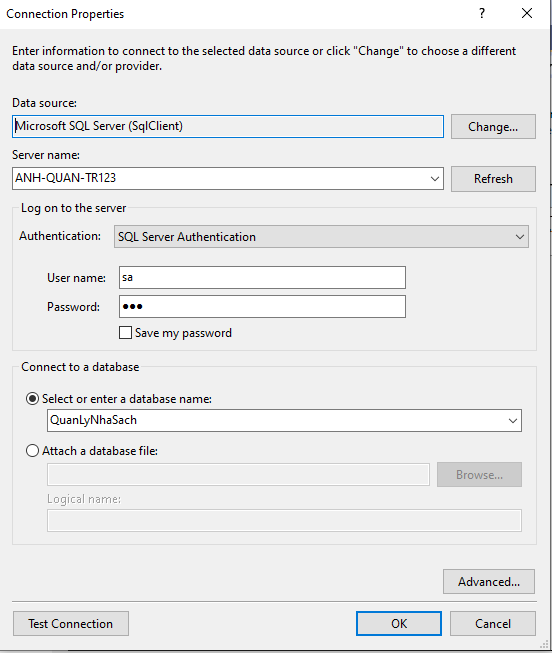 Connection Properties
Enter information to connect to the selected data source or click "Change" to choose a different
data source and/or provider.
Data source:
Microsoft SQL Server (SqlClient)
Change...
Server name:
ANH-QUAN-TR123
Refresh
Log on to the server
Authentication:
SQL Server Authentication
User name:
sa
Password:
●●●
Save my password
Connect to a database
Select or enter a database name:
QuanLyNhaSach
Attach a database file:
Browse...
Logical name:
Advanced...
Test Connection
OK
Cancel